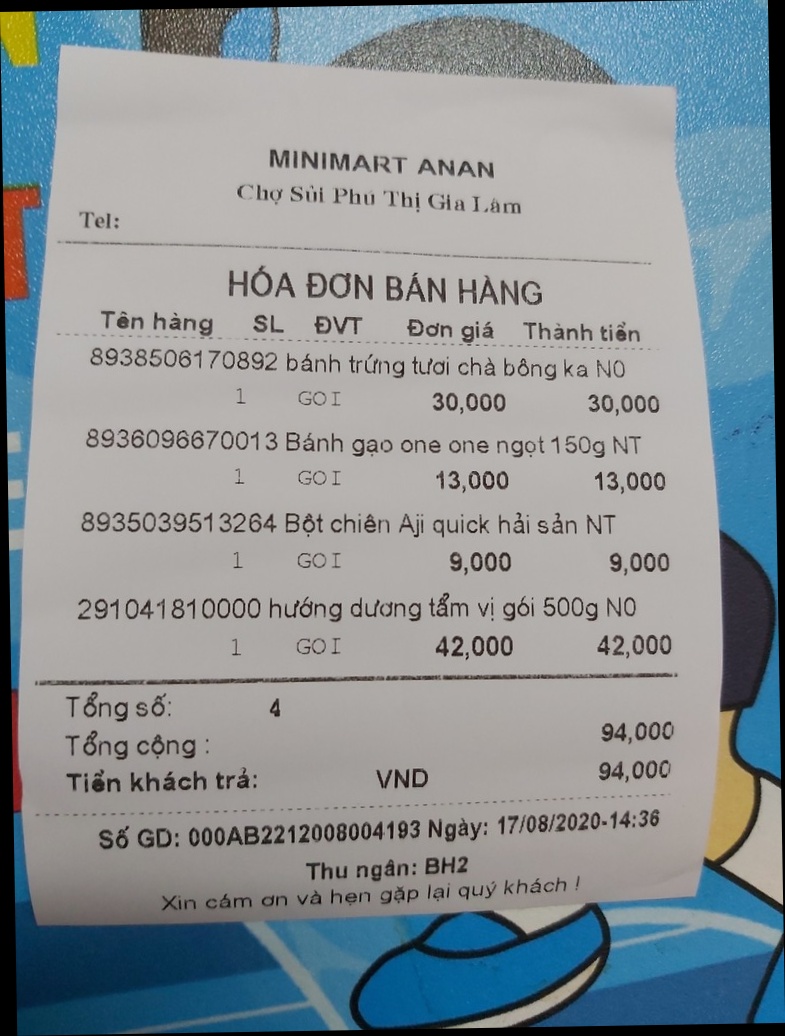 MINIMART ANAN
Chợ Sủi Phú Thị Gia Lâm
Tel:
HÓA ĐƠN BÁN HÀNG
Tên hàng SL ĐVT Đơn giá Thành tiền
8938506170892 bánh trứng tươi chà bông ka N0
1 GOI 30,000 30,000
8936096670013 Bánh gạo one one ngọt 150g NT
1 GOI 13,000 13,000
8935039513264 Bột chiên Aji quick hải sản NT
1 GOI 9,000 9,000
291041810000 hướng dương tẩm vị gói 500g N0
1 GOI 42,000 42,000
Tổng số: 4
Tổng cộng : 94,000
Tiền khách trả: VND 94,000
Số GD: 000AB2212008004193 Ngày: 17/08/2020-14:36
Thu ngân: BH2
Xin cám ơn và hẹn gặp lại quý khách !